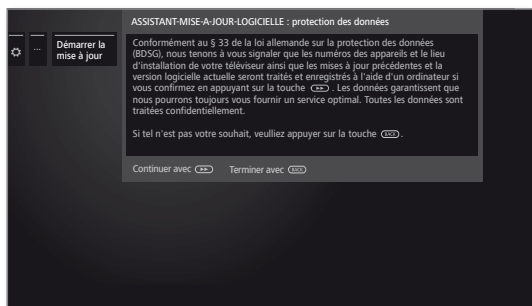 ASSISTANT-MISE-A-JOUR-LOGICIELLE : protection des données
...
Démarrer la
mise à jour
Conformément au § 33 de la loi allemande sur la protection des données
(BDSG), nous tenons à vous signaler que les numéros des appareils et le lieu
d'installation de votre téléviseur ainsi que les mises à jour précédentes et la
version logicielle actuelle seront traités et enregistrés à l'aide d'un ordinateur si
vous confirmez en appuyant sur la touche . Les données garantissent que
nous pourrons toujours vous fournir un service optimal. Toutes les données sont
traitées confidentiellement.
Si tel n'est pas votre souhait, veulliez appuyer sur la touche BACK.
Continuer avec Terminer avec BACK